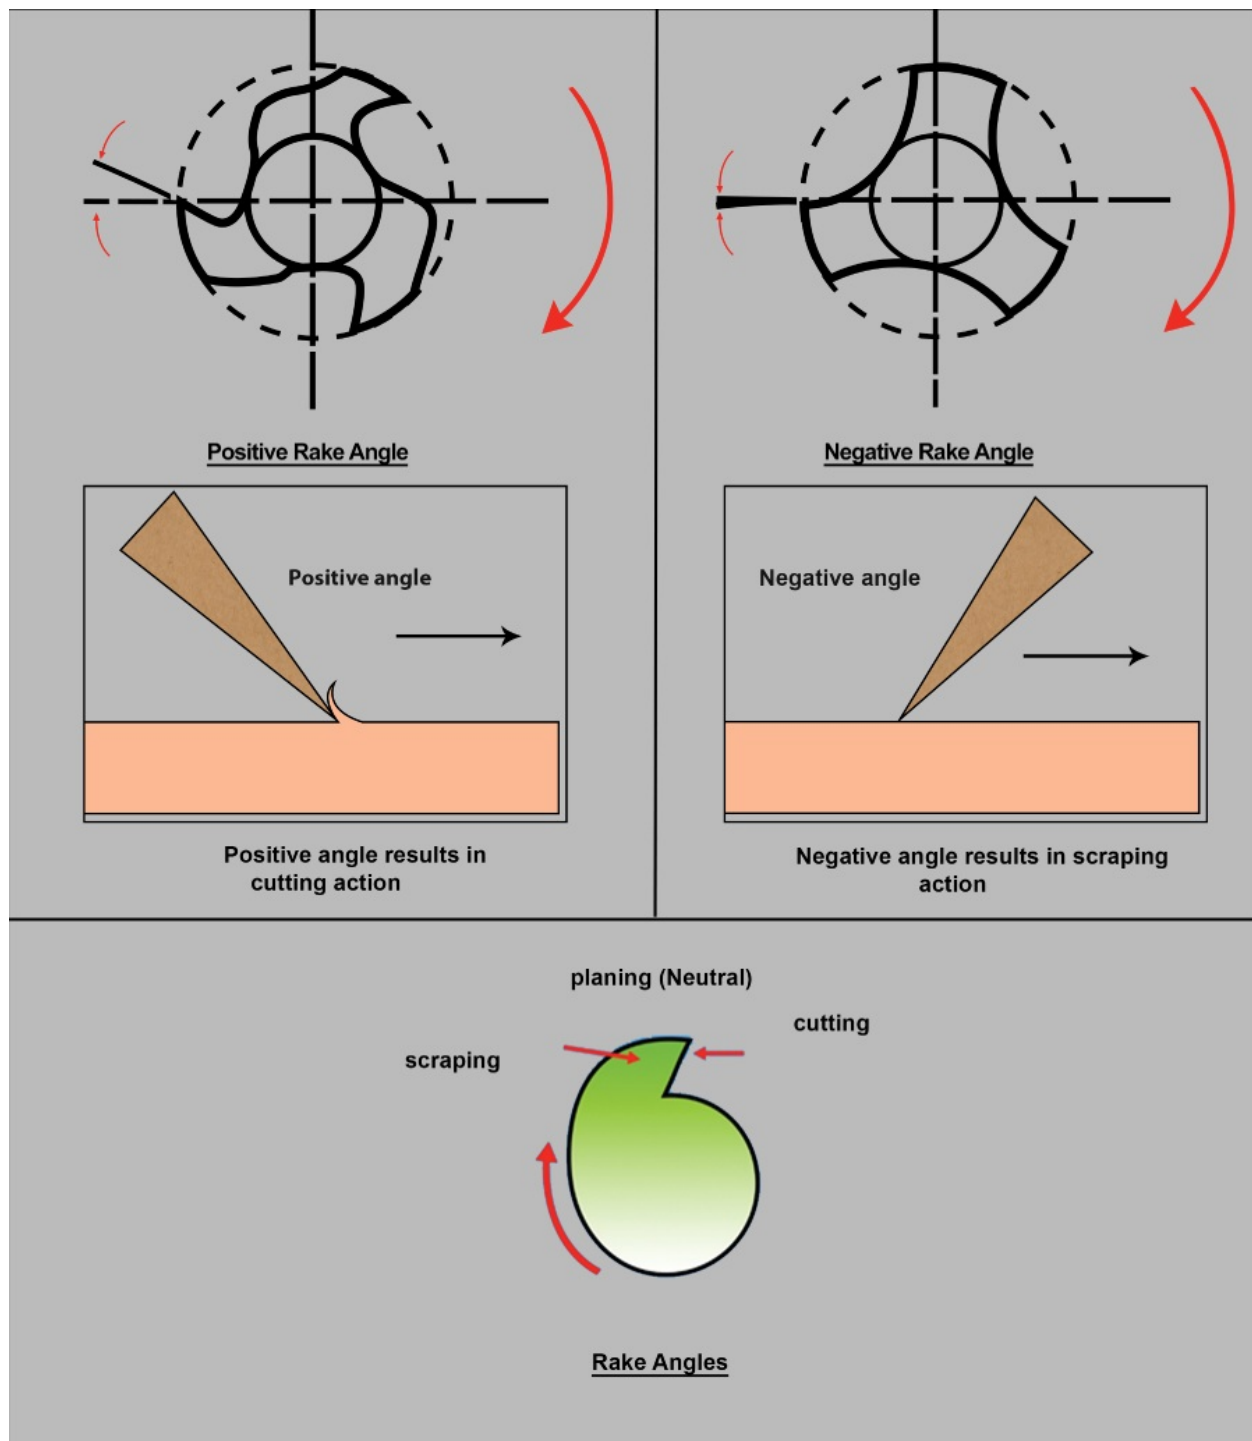 Positive Rake Angle
Negative Rake Angle
Positive angle
Negative angle
Positive angle results in
cutting action
Negative angle results in scraping
action
planing (Neutral)
cutting
scraping
Rake Angles